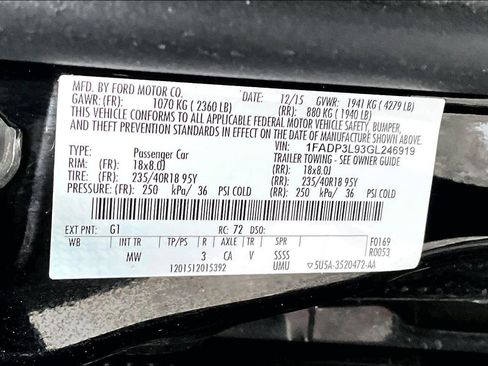 MFD. BY FORD MOTOR CO. DATE: 12/15 GVWR: 1941 KG ( 4279 LB)
GAWR: (FR): 1070 KG ( 2360 LB) (RR): 880 KG ( 1940 LB)
THIS VEHICLE CONFORMS TO ALL APPLICABLE FEDERAL MOTOR VEHICLE SAFETY, BUMPER,
AND THEFT PREVENTION STANDARDS IN EFFECT ON THE DATE OF MANUFACTURE SHOWN ABOVE.
VIN: 1FADP3L93GL246919
TYPE: Passenger Car TRAILER TOWING - SEE OWNER GUIDE
RIM: (FR) 18x8.0J (RR): 18x8.0J
TIRE: (FR): 235/40R18 95Y (RR): 235/40R18 95Y
PRESSURE: (FR): 250 kPa/ 36 PSI COLD (RR): 250 kPa/ 36 PSI COLD
EXT PNT: G1 RC: 72 DSO: F0169
WB INT TR TP/PS R AXLE TR SPR R0053
MW 3 CA V SSSS
1201512015392 UMU ▽5U5A-3520472-AA